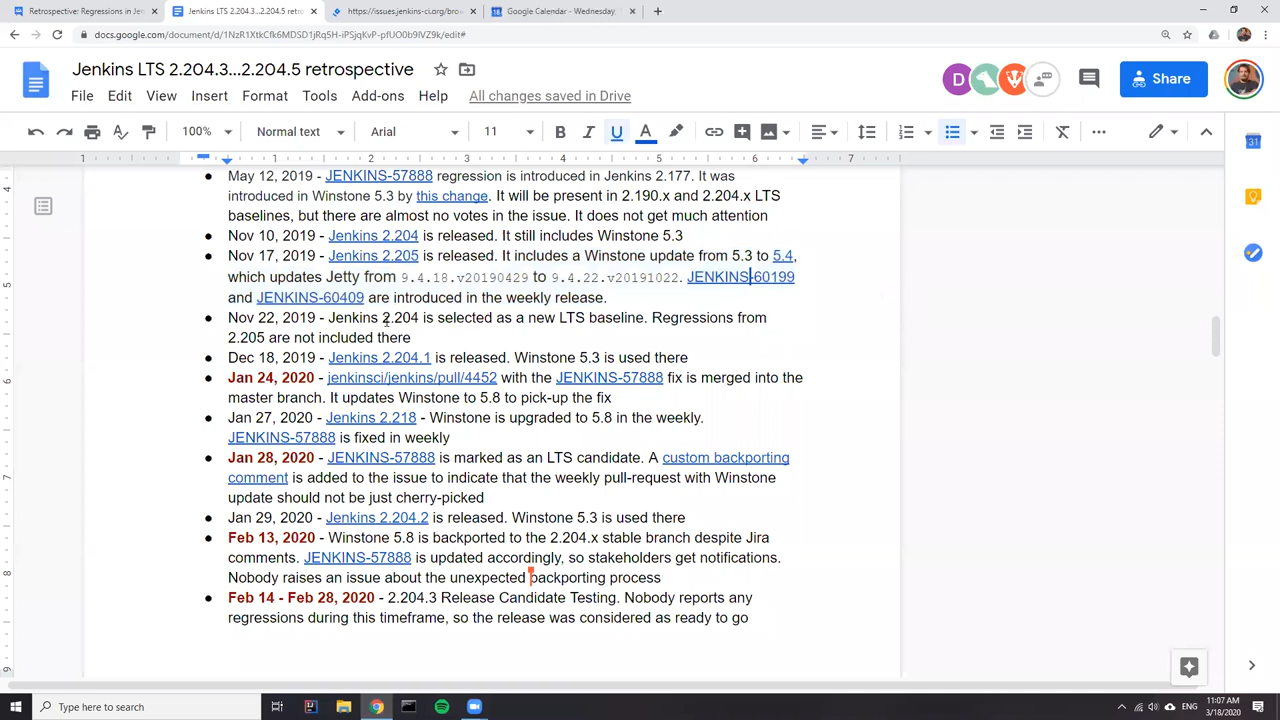 Retrospective: Regressions in Jen
Jenkins LTS 2.204.3...2.204.5 retro
https://issues.jenkins-ci.org/brow
Google Calendar - Wednesday,
docs.google.com/document/d/1NzR1XtkCfk6MDSD1jRq5H-iPSjqKvP-pfUO0b9lVZ9k/edit#
Jenkins LTS 2.204.3...2.204.5 retrospective
File Edit View Insert Format Tools Add-ons Help All changes saved in Drive
D
Share
100% Normal text Arial 11 B I U A
1 1 2 3 4 5 6 7
May 12, 2019 - JENKINS-57888 regression is introduced in Jenkins 2.177. It was
introduced in Winstone 5.3 by this change. It will be present in 2.190.x and 2.204.x LTS
baselines, but there are almost no votes in the issue. It does not get much attention
Nov 10, 2019 - Jenkins 2.204 is released. It still includes Winstone 5.3
Nov 17, 2019 - Jenkins 2.205 is released. It includes a Winstone update from 5.3 to 5.4,
which updates Jetty from 9.4.18.v20190429 to 9.4.22.v20191022. JENKINS-60199
and JENKINS-60409 are introduced in the weekly release.
Nov 22, 2019 - Jenkins 2.204 is selected as a new LTS baseline. Regressions from
2.205 are not included there
Dec 18, 2019 - Jenkins 2.204.1 is released. Winstone 5.3 is used there
Jan 24, 2020 - jenkinsci/jenkins/pull/4452 with the JENKINS-57888 fix is merged into the
master branch. It updates Winstone to 5.8 to pick-up the fix
Jan 27, 2020 - Jenkins 2.218 - Winstone is upgraded to 5.8 in the weekly.
JENKINS-57888 is fixed in weekly
Jan 28, 2020 - JENKINS-57888 is marked as an LTS candidate. A custom backporting
comment is added to the issue to indicate that the weekly pull-request with Winstone
update should not be just cherry-picked
Jan 29, 2020 - Jenkins 2.204.2 is released. Winstone 5.3 is used there
Feb 13, 2020 - Winstone 5.8 is backported to the 2.204.x stable branch despite Jira
comments. JENKINS-57888 is updated accordingly, so stakeholders get notifications.
Nobody raises an issue about the unexpected backporting process
Feb 14 - Feb 28, 2020 - 2.204.3 Release Candidate Testing. Nobody reports any
regressions during this timeframe, so the release was considered as ready to go
4
5
6
7
8
9
31
Type here to search
ENG
11:07 AM
3/18/2020